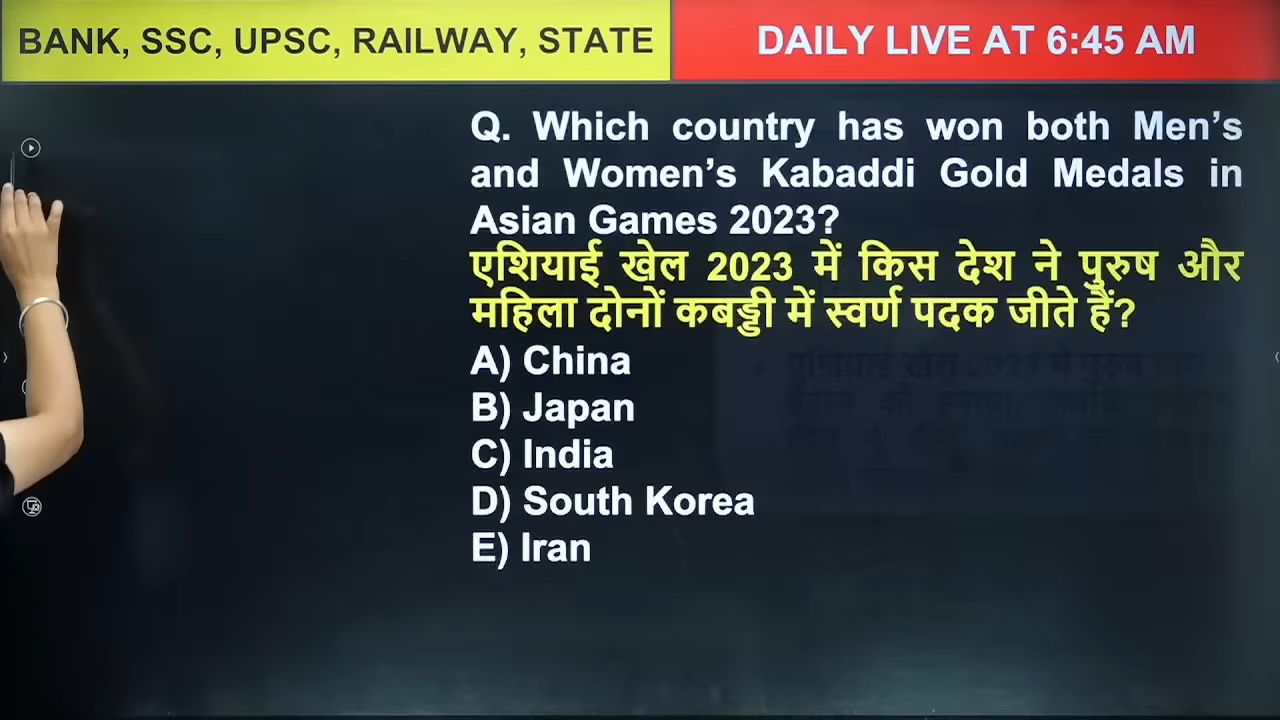 BANK, SSC, UPSC, RAILWAY, STATE
DAILY LIVE AT 6:45 AM
Q. Which country has won both Men's
and Women's Kabaddi Gold Medals in
Asian Games 2023?
एशियाई खेल 2023 में किस देश ने पुरुष और
महिला दोनों कबड्डी में स्वर्ण पदक जीते हैं?
A) China
B) Japan
C) India
D) South Korea
E) Iran